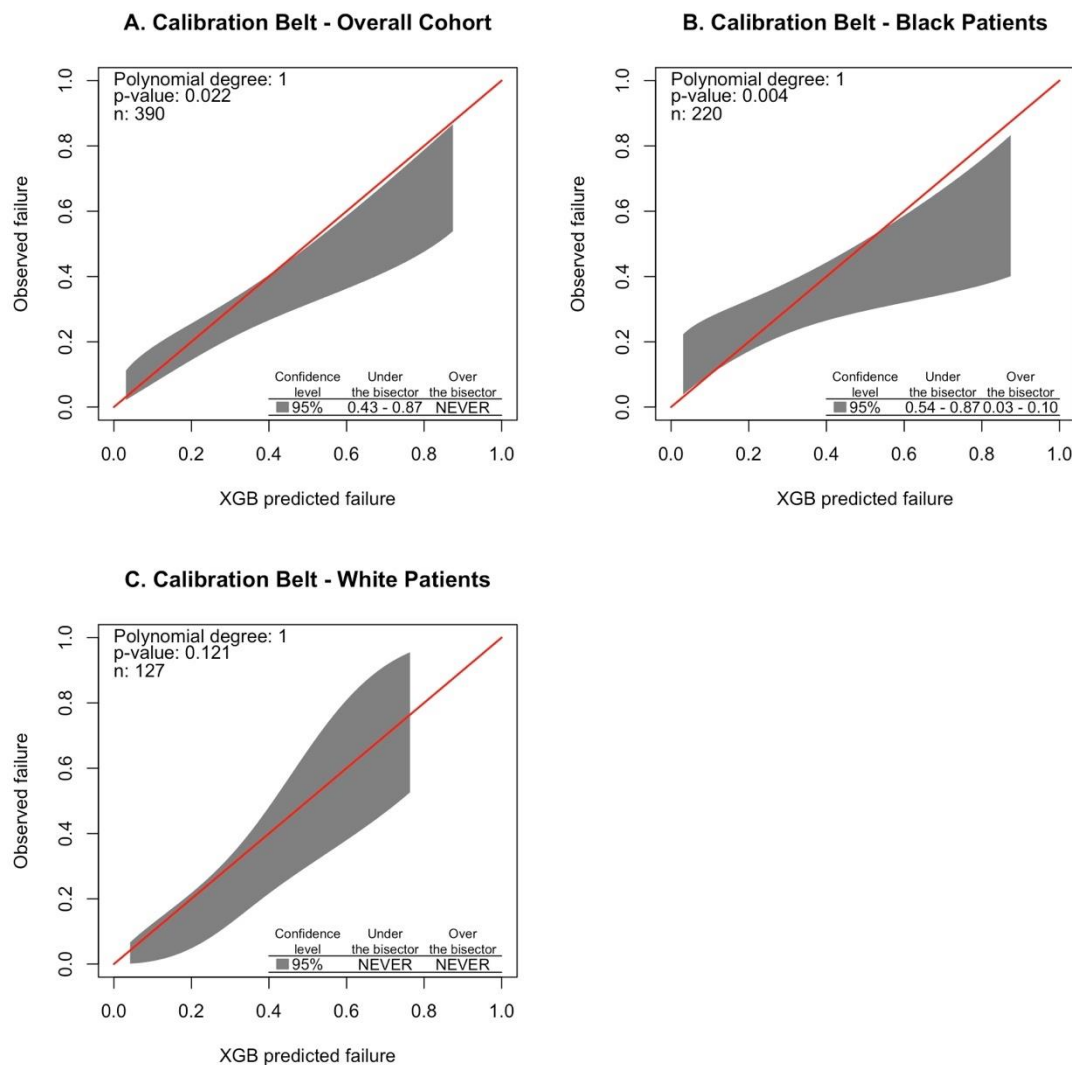 A. Calibration Belt - Overall Cohort
Polynomial degree: 1
p-value: 0.022
n: 390
1.0
0.8
0.6
0.4
0.2
0.0
Observed failure
Confidence level Under the bisector Over the bisector
95% 0.43 - 0.87 NEVER
0.0 0.2 0.4 0.6 0.8 1.0
XGB predicted failure
B. Calibration Belt - Black Patients
Polynomial degree: 1
p-value: 0.004
n: 220
1.0
0.8
0.6
0.4
0.2
0.0
Observed failure
Confidence level Under the bisector Over the bisector
95% 0.54 - 0.87 0.03 - 0.10
0.0 0.2 0.4 0.6 0.8 1.0
XGB predicted failure
C. Calibration Belt - White Patients
Polynomial degree: 1
p-value: 0.121
n: 127
1.0
0.8
0.6
0.4
0.2
0.0
Observed failure
Confidence level Under the bisector Over the bisector
95% NEVER NEVER
0.0 0.2 0.4 0.6 0.8 1.0
XGB predicted failure